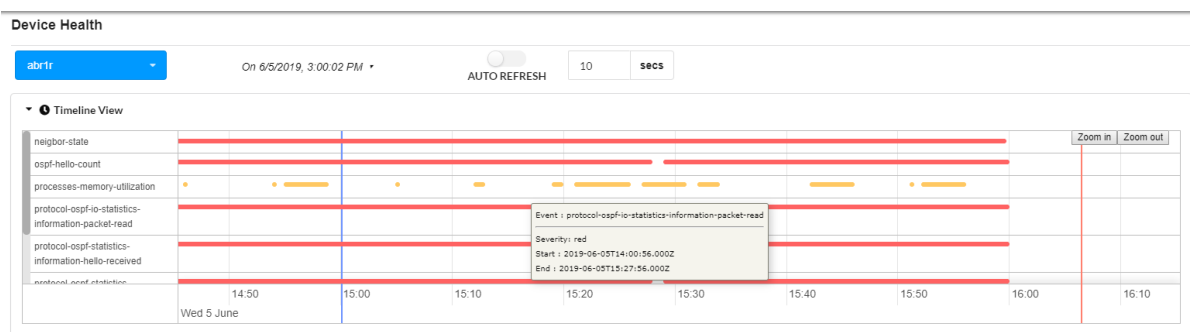 Device Health
abr1r
On 6/5/2019, 3:00:02 PM
AUTO REFRESH
10 secs
Timeline View
Zoom in Zoom out
neigbor-state
ospf-hello-count
processes-memory-utilization
protocol-ospf-io-statistics-
information-packet-read
Event : protocol-ospf-io-statistics-information-packet-read
Severity: red
Start : 2019-06-05T14:00:56.000Z
End : 2019-06-05T15:27:56.000Z
protocol-ospf-statistics-
information-hello-received
protocol-ospf-statistics-
14:50 15:00 15:10 15:20 15:30 15:40 15:50 16:00 16:10
Wed 5 June